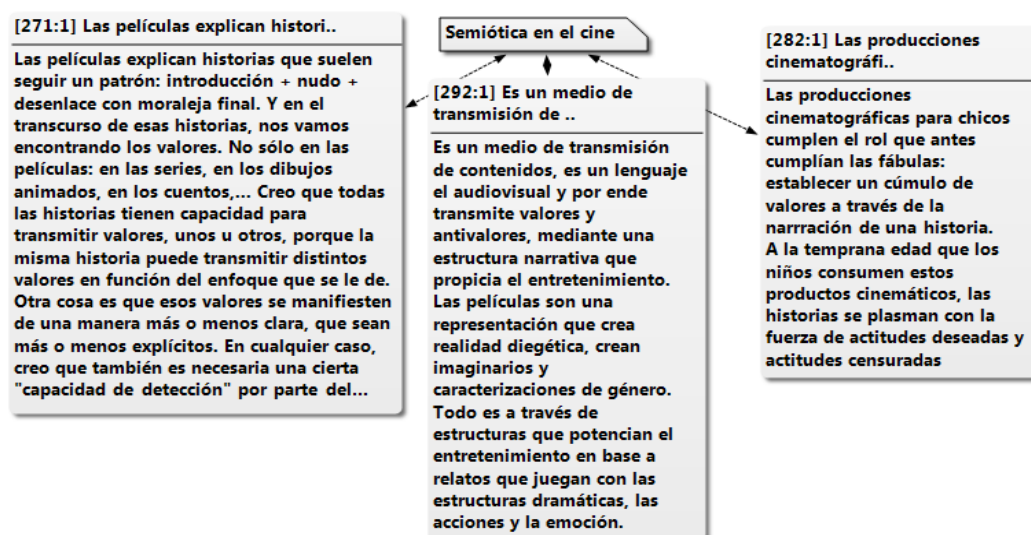 [271:1] Las películas explican histori..
Las películas explican historias que suelen
seguir un patrón: introducción + nudo +
desenlace con moraleja final. Y en el
transcurso de esas historias, nos vamos
encontrando los valores. No sólo en las
películas: en las series, en los dibujos
animados, en los cuentos,... Creo que todas
las historias tienen capacidad para
transmitir valores, unos u otros, porque la
misma historia puede transmitir distintos
valores en función del enfoque que se le de.
Otra cosa es que esos valores se manifiesten
de una manera más o menos clara, que sean
más o menos explícitos. En cualquier caso,
creo que también es necesaria una cierta
"capacidad de detección" por parte del...
Semiótica en el cine
[292:1] Es un medio de
transmisión de ..
Es un medio de transmisión
de contenidos, es un lenguaje
el audiovisual y por ende
transmite valores y
antivalores, mediante una
estructura narrativa que
propicia el entretenimiento.
Las películas son una
representación que crea
realidad diegética, crean
imaginarios y
caracterizaciones de género.
Todo es a través de
estructuras que potencian el
entretenimiento en base a
relatos que juegan con las
estructuras dramáticas, las
acciones y la emoción.
[282:1] Las producciones
cinematográfi..
Las producciones
cinematográficas para chicos
cumplen el rol que antes
cumplían las fábulas:
establecer un cúmulo de
valores a través de la
narrración de una historia.
A la temprana edad que los
niños consumen estos
productos cinemáticos, las
historias se plasman con la
fuerza de actitudes deseadas y
actitudes censuradas